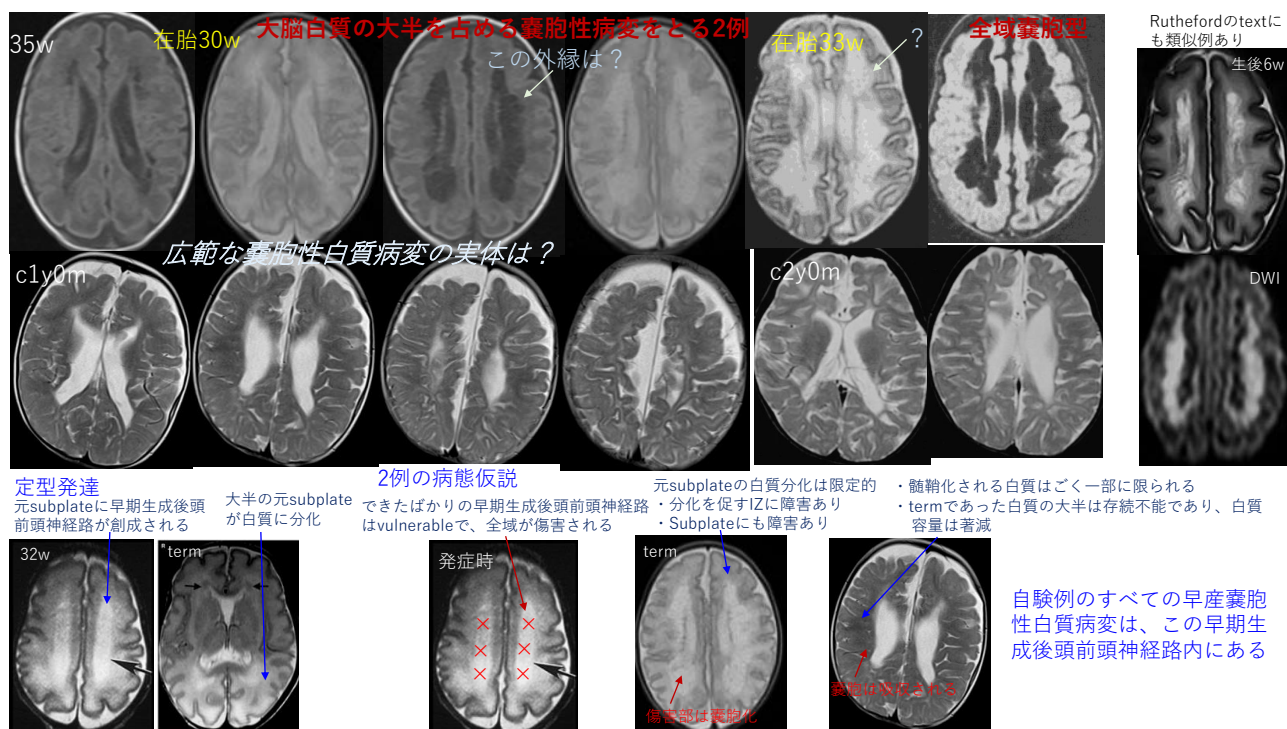 35w
在胎30w
大脳白質の大半を占める嚢胞性病変をとる2例
この外縁は？
在胎33w
？
全域嚢胞型
Ruthefordのtextに
も類似例あり
生後6w
広範な嚢胞性白質病変の実体は？
c1y0m
c2y0m
DWI
定型発達
元subplateに早期生成後頭
前頭神経路が創成される
大半の元subplate
が白質に分化
2例の病態仮説
できたばかりの早期生成後頭前頭神経路
はvulnerableで、全域が傷害される
元subplateの白質分化は限定的
・分化を促すIZに障害あり
・Subplateにも障害あり
・髄鞘化される白質はごく一部に限られる
・termであった白質の大半は存続不能であり、白質
容量は著減
32w
term
発症時
term
傷害部は嚢胞化
嚢胞は吸収される
自験例のすべての早産嚢胞
性白質病変は、この早期生
成後頭前頭神経路内にある